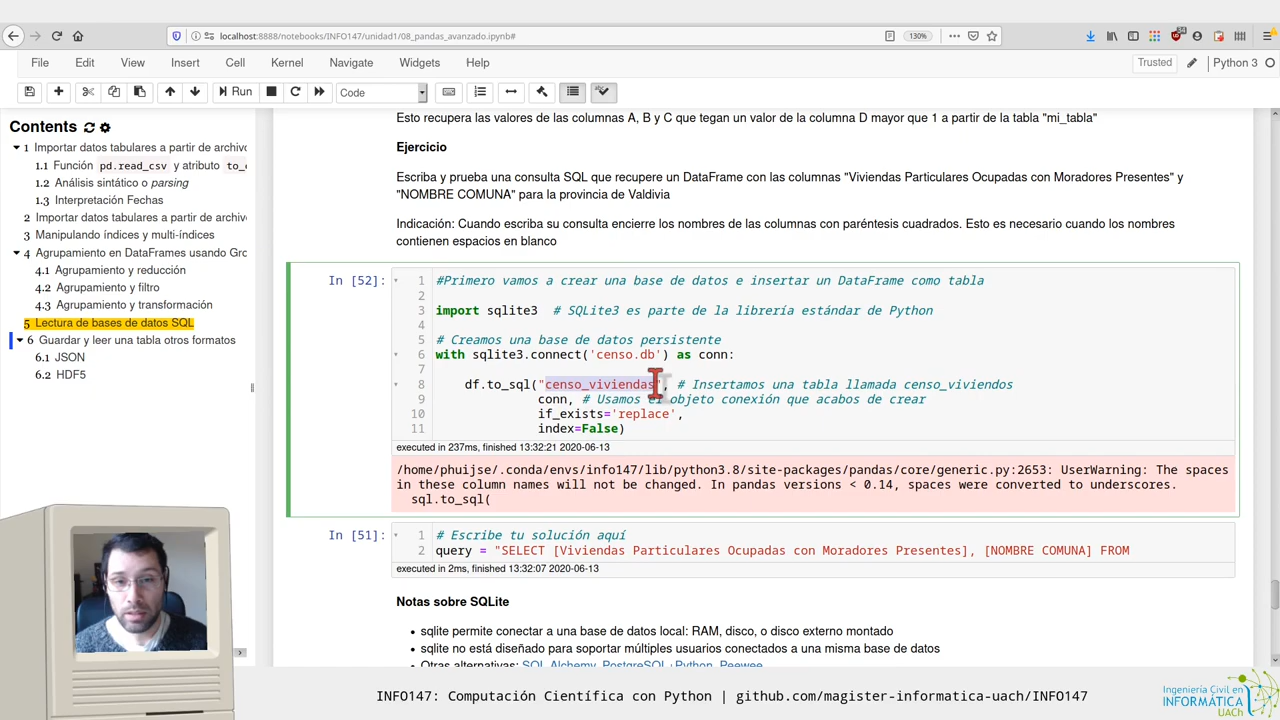 localhost:8888/notebooks/INFO147/unidad1/08_pandas_avanzado.ipynb#
130%
File Edit View Insert Cell Kernel Navigate Widgets Help
Trusted
Python 3
Run
Code
Contents
1 Importar datos tabulares a partir de archivo
1.1 Función pd.read_csv y atributo to_
1.2 Análisis sintático o parsing
1.3 Interpretación Fechas
2 Importar datos tabulares a partir de archiv
3 Manipulando índices y multi-índices
4 Agrupamiento en DataFrames usando Gro
4.1 Agrupamiento y reducción
4.2 Agrupamiento y filtro
4.3 Agrupamiento y transformación
5 Lectura de bases de datos SQL
6 Guardar y leer una tabla otros formatos
6.1 JSON
6.2 HDF5
Esto recupera las valores de las columnas A, B y C que tegan un valor de la columna D mayor que 1 a partir de la tabla "mi_tabla"
Ejercicio
Escriba y prueba una consulta SQL que recupere un DataFrame con las columnas "Viviendas Particulares Ocupadas con Moradores Presentes" y
"NOMBRE COMUNA" para la provincia de Valdivia
Indicación: Cuando escriba su consulta encierre los nombres de las columnas con paréntesis cuadrados. Esto es necesario cuando los nombres
contienen espacios en blanco
In [52]:
1 #Primero vamos a crear una base de datos e insertar un DataFrame como tabla
2
3 import sqlite3 # SQLite3 es parte de la librería estándar de Python
4
5 # Creamos una base de datos persistente
6 with sqlite3.connect('censo.db') as conn:
7
8 df.to_sql("censo_viviendas", # Insertamos una tabla llamada censo_viviendos
9 conn, # Usamos el objeto conexión que acabos de crear
10 if_exists='replace',
11 index=False)
executed in 237ms, finished 13:32:21 2020-06-13
/home/phuijse/.conda/envs/info147/lib/python3.8/site-packages/pandas/core/generic.py:2653: UserWarning: The spaces
in these column names will not be changed. In pandas versions < 0.14, spaces were converted to underscores.
sql.to_sql(
In [51]:
1 # Escribe tu solución aquí
2 query = "SELECT [Viviendas Particulares Ocupadas con Moradores Presentes], [NOMBRE COMUNA] FROM
executed in 2ms, finished 13:32:07 2020-06-13
Notas sobre SQLite
sqlite permite conectar a una base de datos local: RAM, disco, o disco externo montado
sqlite no está diseñado para soportar múltiples usuarios conectados a una misma base de datos
Otras alternativas: SQL Alchemy, PostgreSQL+Python, Peewee
INFO147: Computación Científica con Python | github.com/magister-informatica-uach/INFO147
Ingeniería Civil en
INFORMÁTICA
UACh